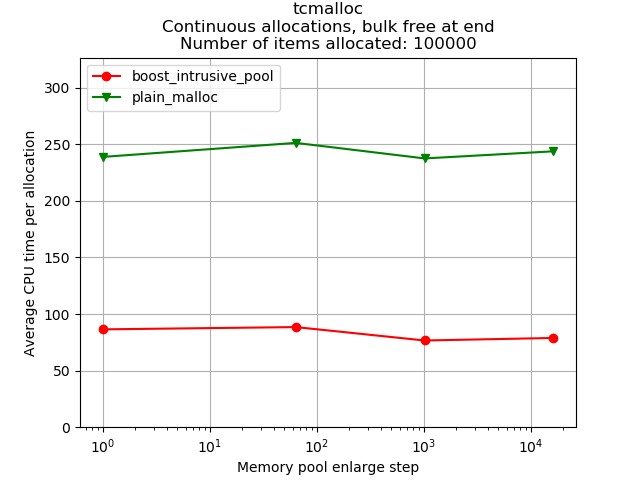 tcmalloc
Continuous allocations, bulk free at end
Number of items allocated: 100000
boost_intrusive_pool
plain_malloc
Average CPU time per allocation
300
250
200
150
100
50
0
10⁰ 10¹ 10² 10³ 10⁴
Memory pool enlarge step